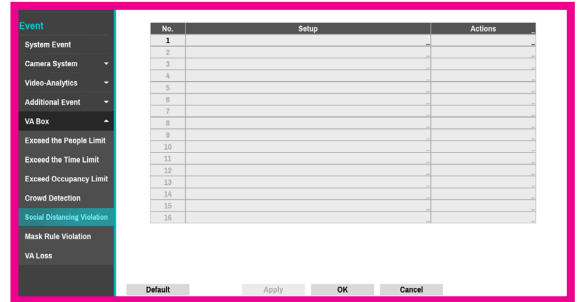 Event
System Event
Camera System
Video-Analytics
Additional Event
VA Box
Exceed the People Limit
Exceed the Time Limit
Exceed Occupancy Limit
Crowd Detection
Social Distancing Violation
Mask Rule Violation
VA Loss
No. Setup Actions ...
1 ... ...
2 ... ...
3 ... ...
4 ... ...
5 ... ...
6 ... ...
7 ... ...
8 ... ...
9 ... ...
10 ... ...
11 ... ...
12 ... ...
13 ... ...
14 ... ...
15 ... ...
16 ... ...
Default Apply OK Cancel